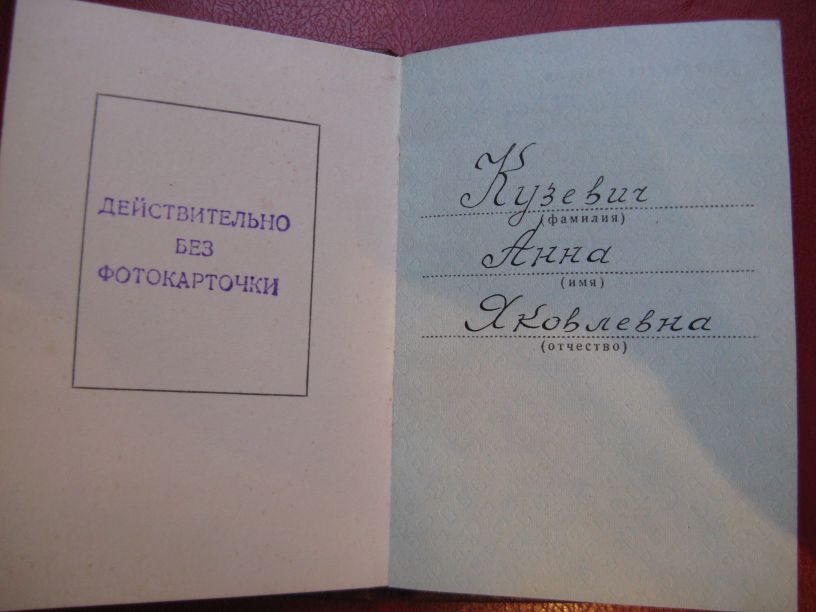 ДЕЙСТВИТЕЛЬНО
БЕЗ
ФОТОКАРТОЧКИ
Кузевич
(фамилия)
Анна
(имя)
Яковлевна
(отчество)